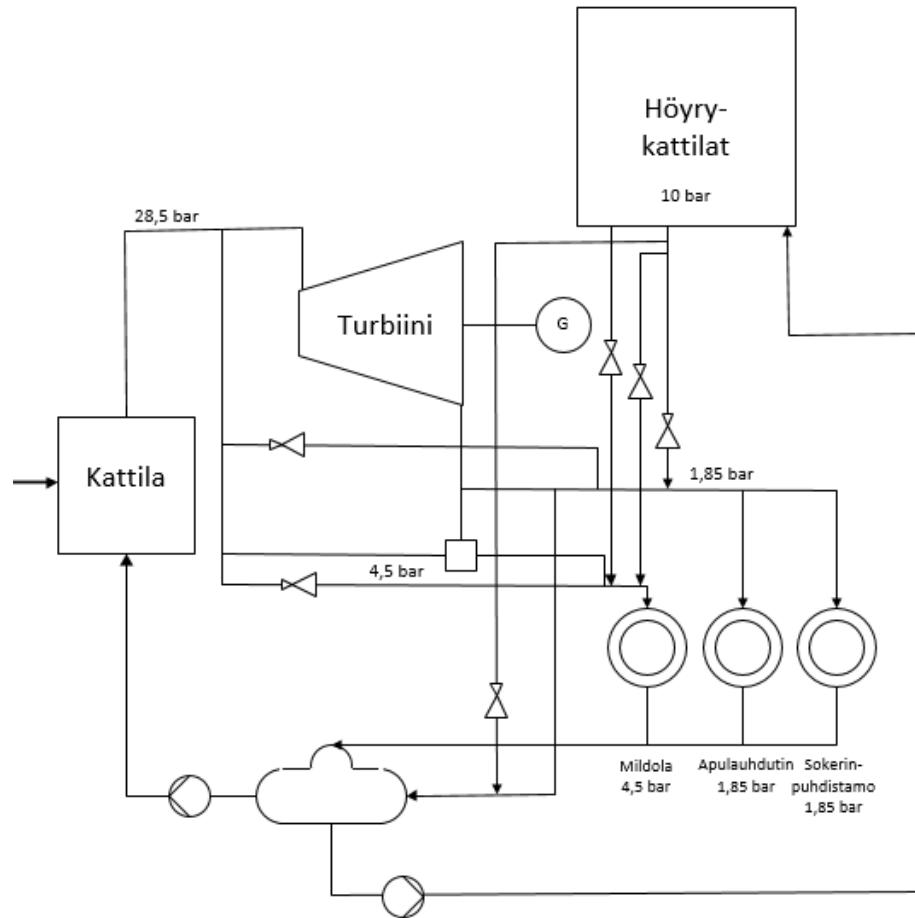 Höyry-
kattilat
10 bar
28,5 bar
Turbiini
G
Kattila
1,85 bar
4,5 bar
Mildola
4,5 bar
Apulauhdutin
1,85 bar
Sokerin-
puhdistamo
1,85 bar